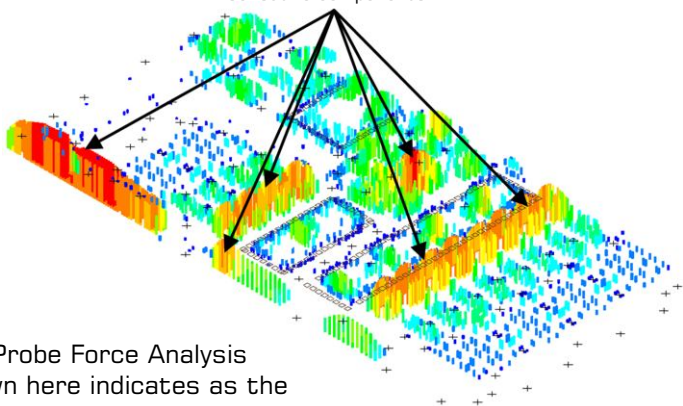 Probe Force Analysis
wn here indicates as the